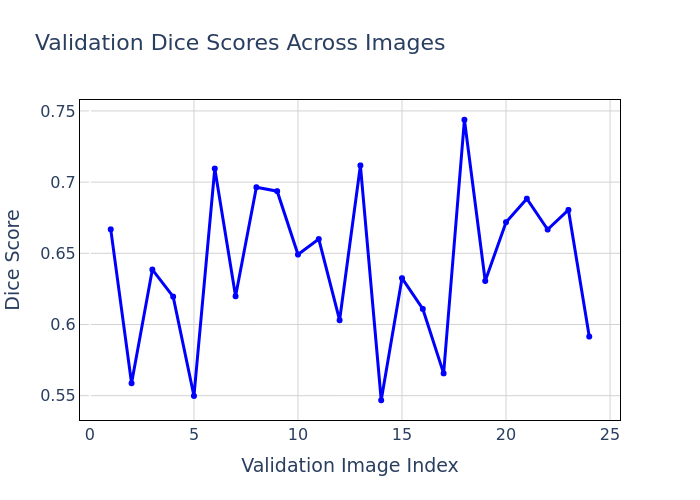 Validation Dice Scores Across Images
Dice Score
0.75
0.7
0.65
0.6
0.55
0 5 10 15 20 25
Validation Image Index